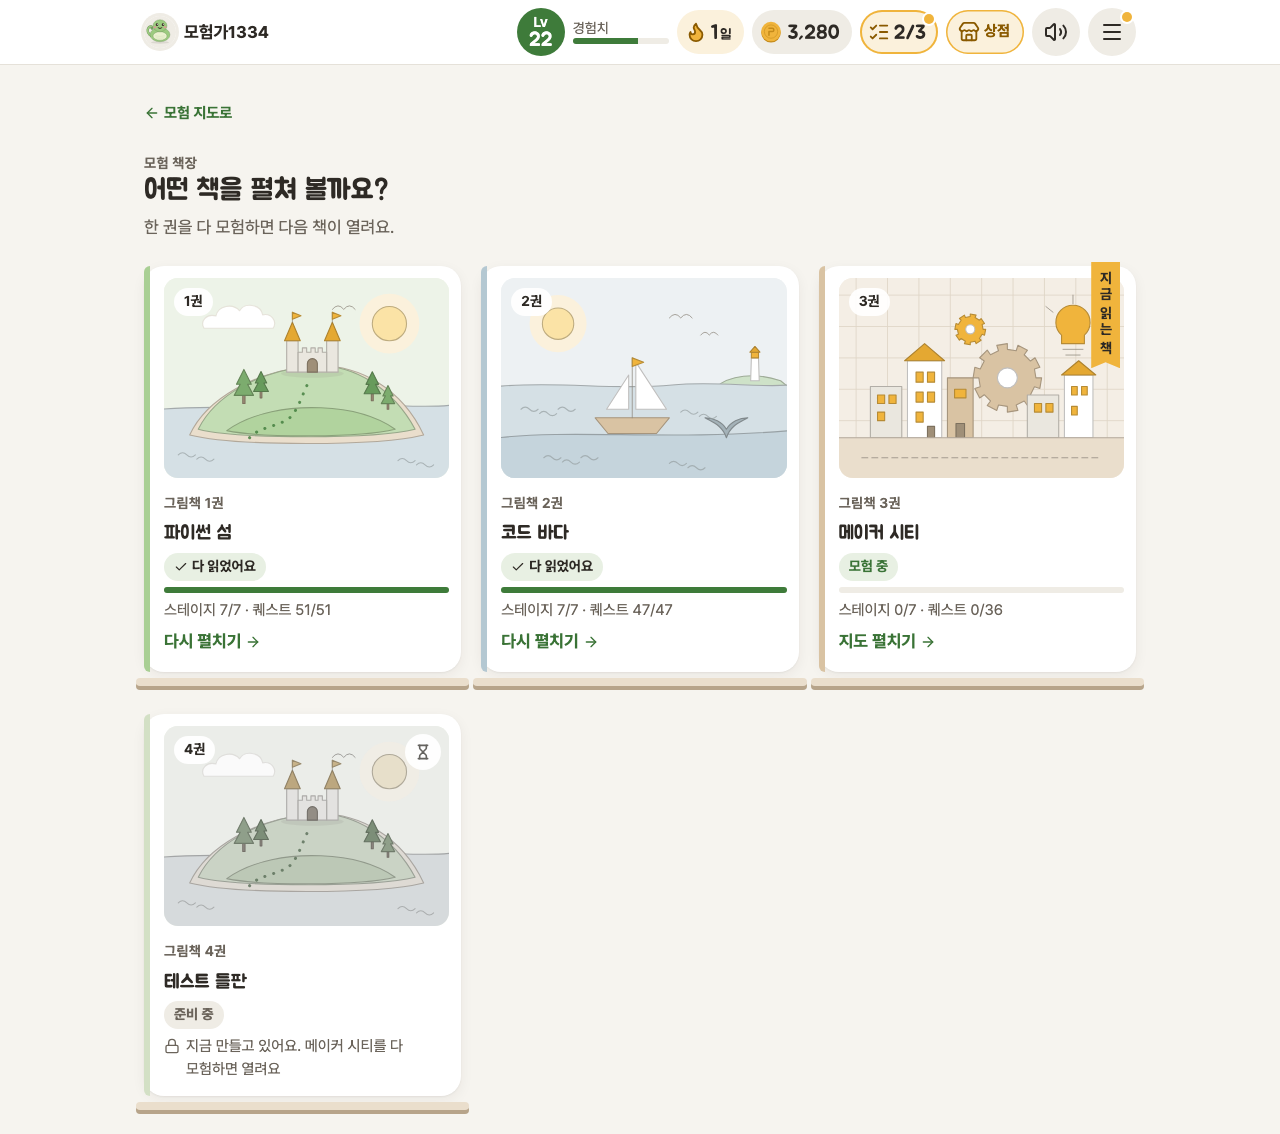 모험가1334
Lv
22
경험치
1일
3,280
2/3
상점
모험 지도로
모험 책장
어떤 책을 펼쳐 볼까요?
한 권을 다 모험하면 다음 책이 열려요.
1권
그림책 1권
파이썬 섬
다 읽었어요
스테이지 7/7 · 퀘스트 51/51
다시 펼치기 →
2권
그림책 2권
코드 바다
다 읽었어요
스테이지 7/7 · 퀘스트 47/47
다시 펼치기 →
3권
지금 읽는 책
그림책 3권
메이커 시티
모험 중
스테이지 0/7 · 퀘스트 0/36
지도 펼치기 →
4권
그림책 4권
테스트 들판
준비 중
지금 만들고 있어요. 메이커 시티를 다
모험하면 열려요